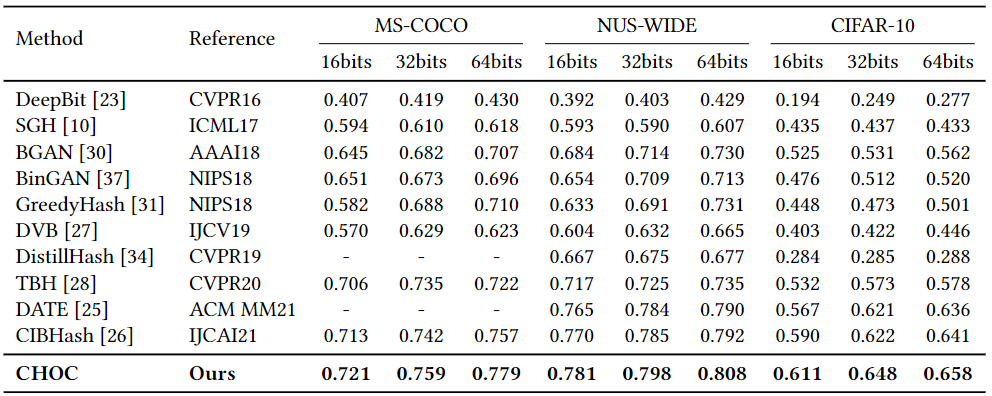 Method Reference MS-COCO NUS-WIDE CIFAR-10
16bits 32bits 64bits 16bits 32bits 64bits 16bits 32bits 64bits
DeepBit [23] CVPR16 0.407 0.419 0.430 0.392 0.403 0.429 0.194 0.249 0.277
SGH [10] ICML17 0.594 0.610 0.618 0.593 0.590 0.607 0.435 0.437 0.433
BGAN [30] AAAI18 0.645 0.682 0.707 0.684 0.714 0.730 0.525 0.531 0.562
BinGAN [37] NIPS18 0.651 0.673 0.696 0.654 0.709 0.713 0.476 0.512 0.520
GreedyHash [31] NIPS18 0.582 0.688 0.710 0.633 0.691 0.731 0.448 0.473 0.501
DVB [27] IJCV19 0.570 0.629 0.623 0.604 0.632 0.665 0.403 0.422 0.446
DistillHash [34] CVPR19 - - - 0.667 0.675 0.677 0.284 0.285 0.288
TBH [28] CVPR20 0.706 0.735 0.722 0.717 0.725 0.735 0.532 0.573 0.578
DATE [25] ACM MM21 - - - 0.765 0.784 0.790 0.567 0.621 0.636
CIBHash [26] IJCAI21 0.713 0.742 0.757 0.770 0.785 0.792 0.590 0.622 0.641
CHOC Ours 0.721 0.759 0.779 0.781 0.798 0.808 0.611 0.648 0.658